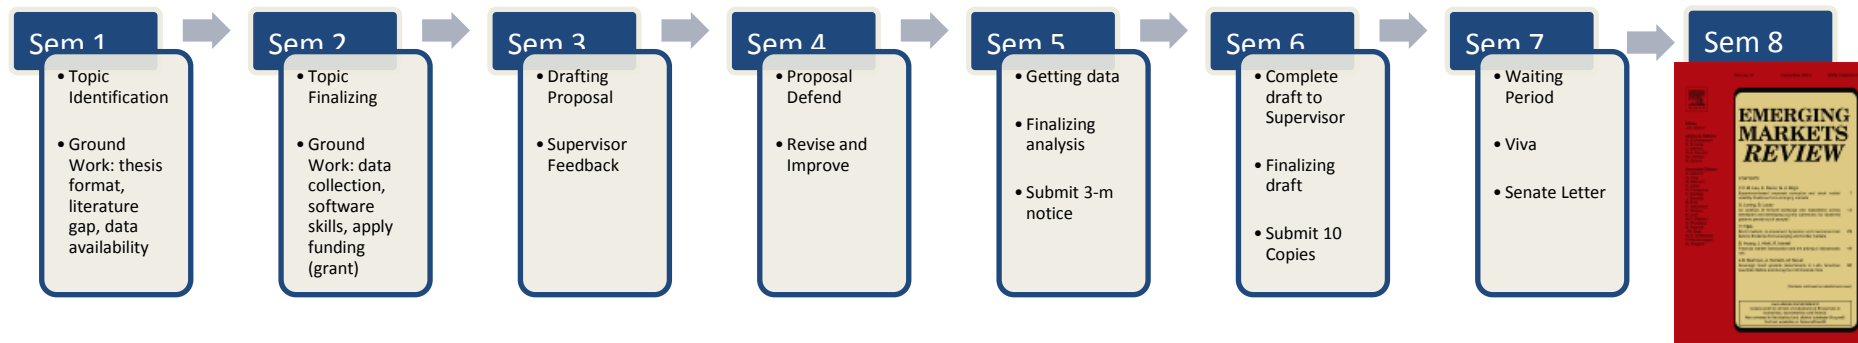 Sem 1
• Topic
Identification
• Ground
Work: thesis
format,
literature
gap, data
availability
Sem 2
• Topic
Finalizing
• Ground
Work: data
collection,
software
skills, apply
funding
(grant)
Sem 3
• Drafting
Proposal
• Supervisor
Feedback
Sem 4
• Proposal
Defend
• Revise and
Improve
Sem 5
• Getting data
• Finalizing
analysis
• Submit 3-m
notice
Sem 6
• Complete
draft to
Supervisor
• Finalizing
draft
• Submit 10
Copies
Sem 7
• Waiting
Period
• Viva
• Senate Letter
Sem 8
EMERGING
MARKETS
REVIEW